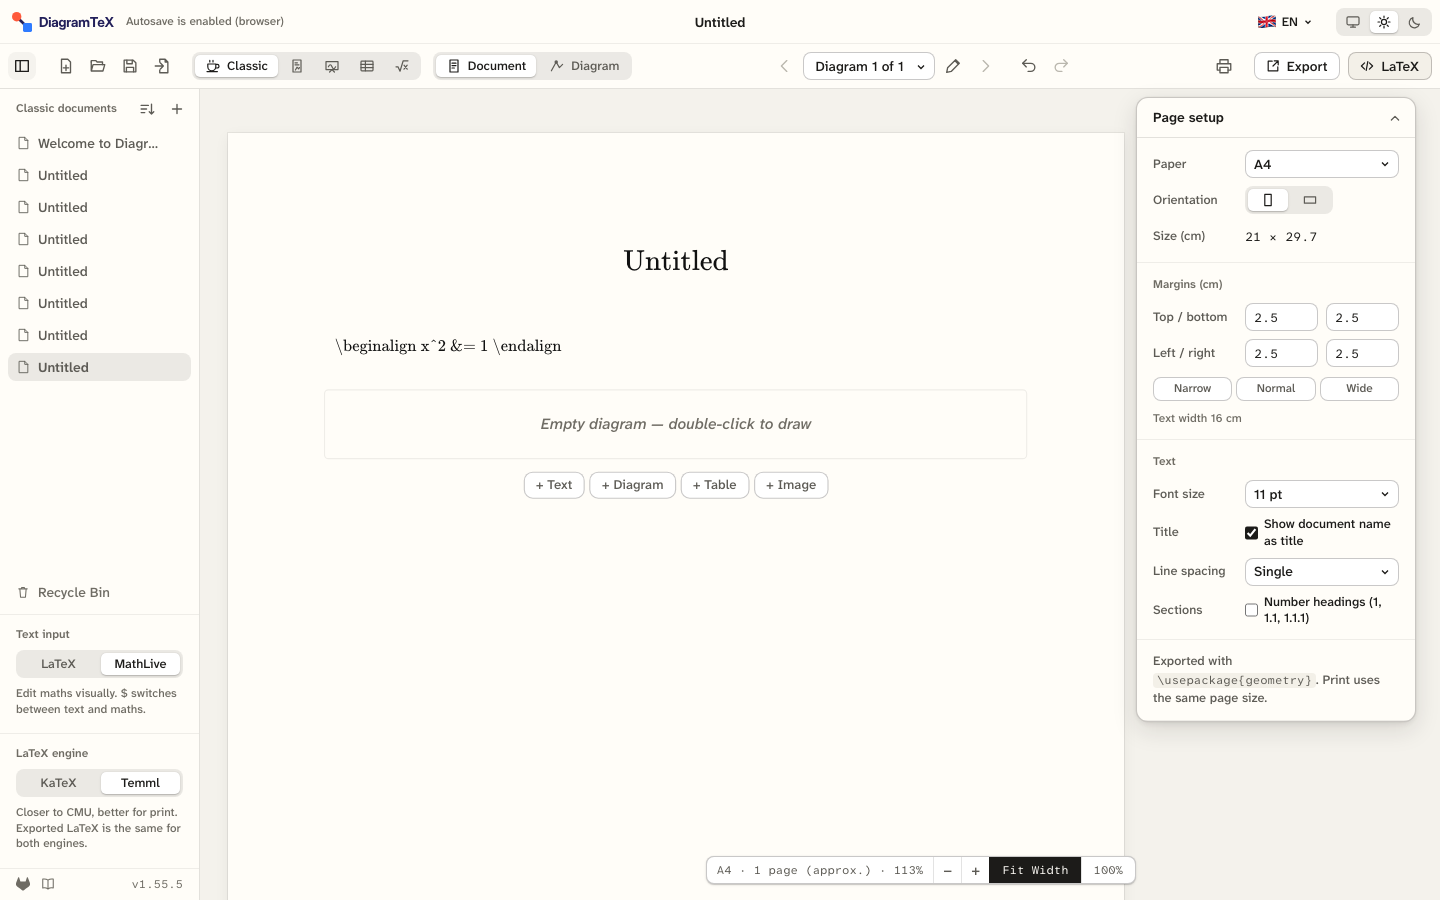 DiagramTeX
Autosave is enabled (browser)
Untitled
EN
Classic
Document
Diagram
Diagram 1 of 1
Export
LaTeX
Classic documents
Welcome to Diagr...
Untitled
Untitled
Untitled
Untitled
Untitled
Untitled
Untitled
Recycle Bin
Text input
LaTeX
MathLive
Edit maths visually. $ switches
between text and maths.
LaTeX engine
KaTeX
Temml
Closer to CMU, better for print.
Exported LaTeX is the same for
both engines.
v1.55.5
Untitled
\beginalign x^2 &= 1 \endalign
Empty diagram — double-click to draw
+ Text
+ Diagram
+ Table
+ Image
A4 · 1 page (approx.) · 113%
−
+
Fit Width
100%
Page setup
Paper
A4
Orientation
Size (cm)
21 × 29.7
Margins (cm)
Top / bottom
2.5
2.5
Left / right
2.5
2.5
Narrow
Normal
Wide
Text width 16 cm
Text
Font size
11 pt
Title
Show document name
as title
Line spacing
Single
Sections
Number headings (1,
1.1, 1.1.1)
Exported with
\usepackage{geometry}. Print uses
the same page size.